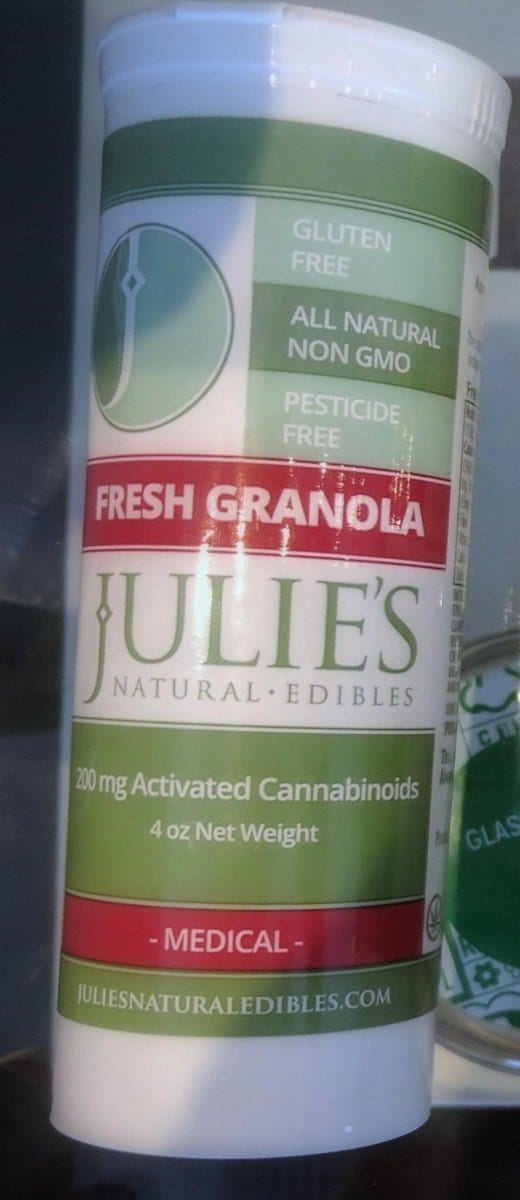 GLUTEN
FREE
ALL NATURAL
NON GMO
PESTICIDE
FREE
FRESH GRANOLA
JULIE'S
NATURAL · EDIBLES
200 mg Activated Cannabinoids
4 oz Net Weight
- MEDICAL -
JULIESNATURALEDIBLES.COM
GLAS